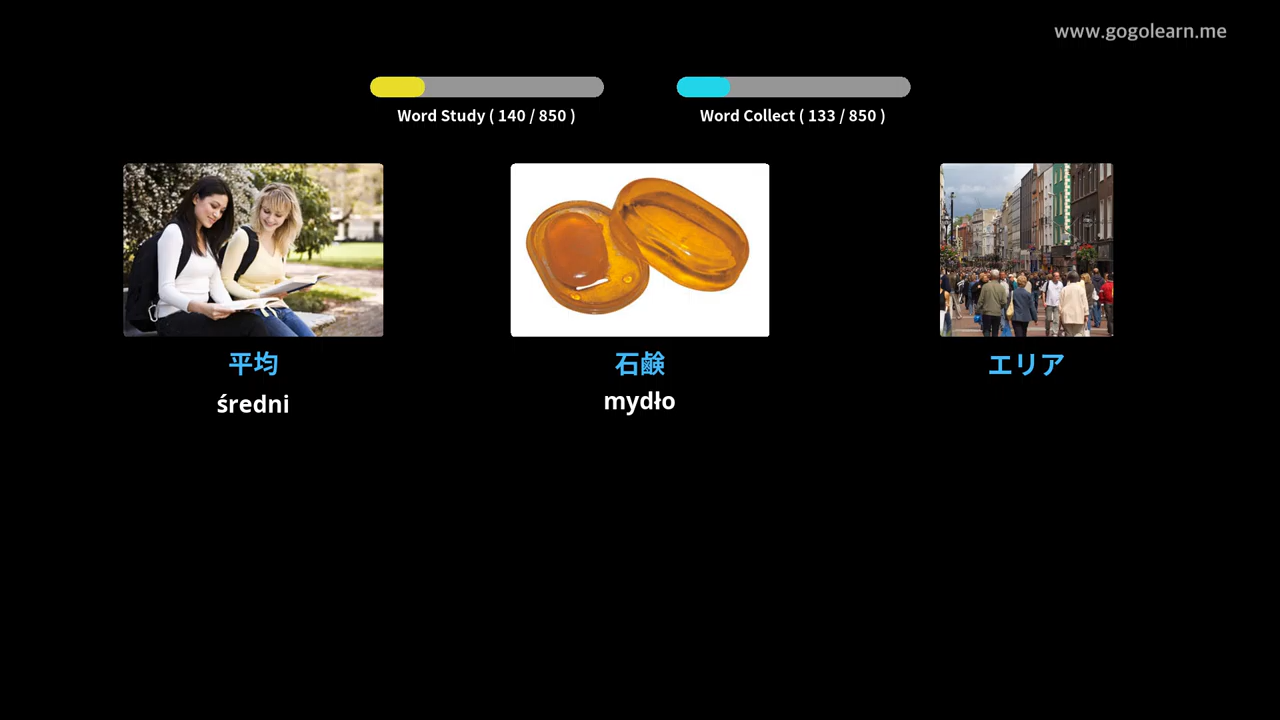 www.gogolearn.me
Word Study ( 140 / 850 )
Word Collect ( 133 / 850 )
平均
石鹸
エリア
średni
mydło